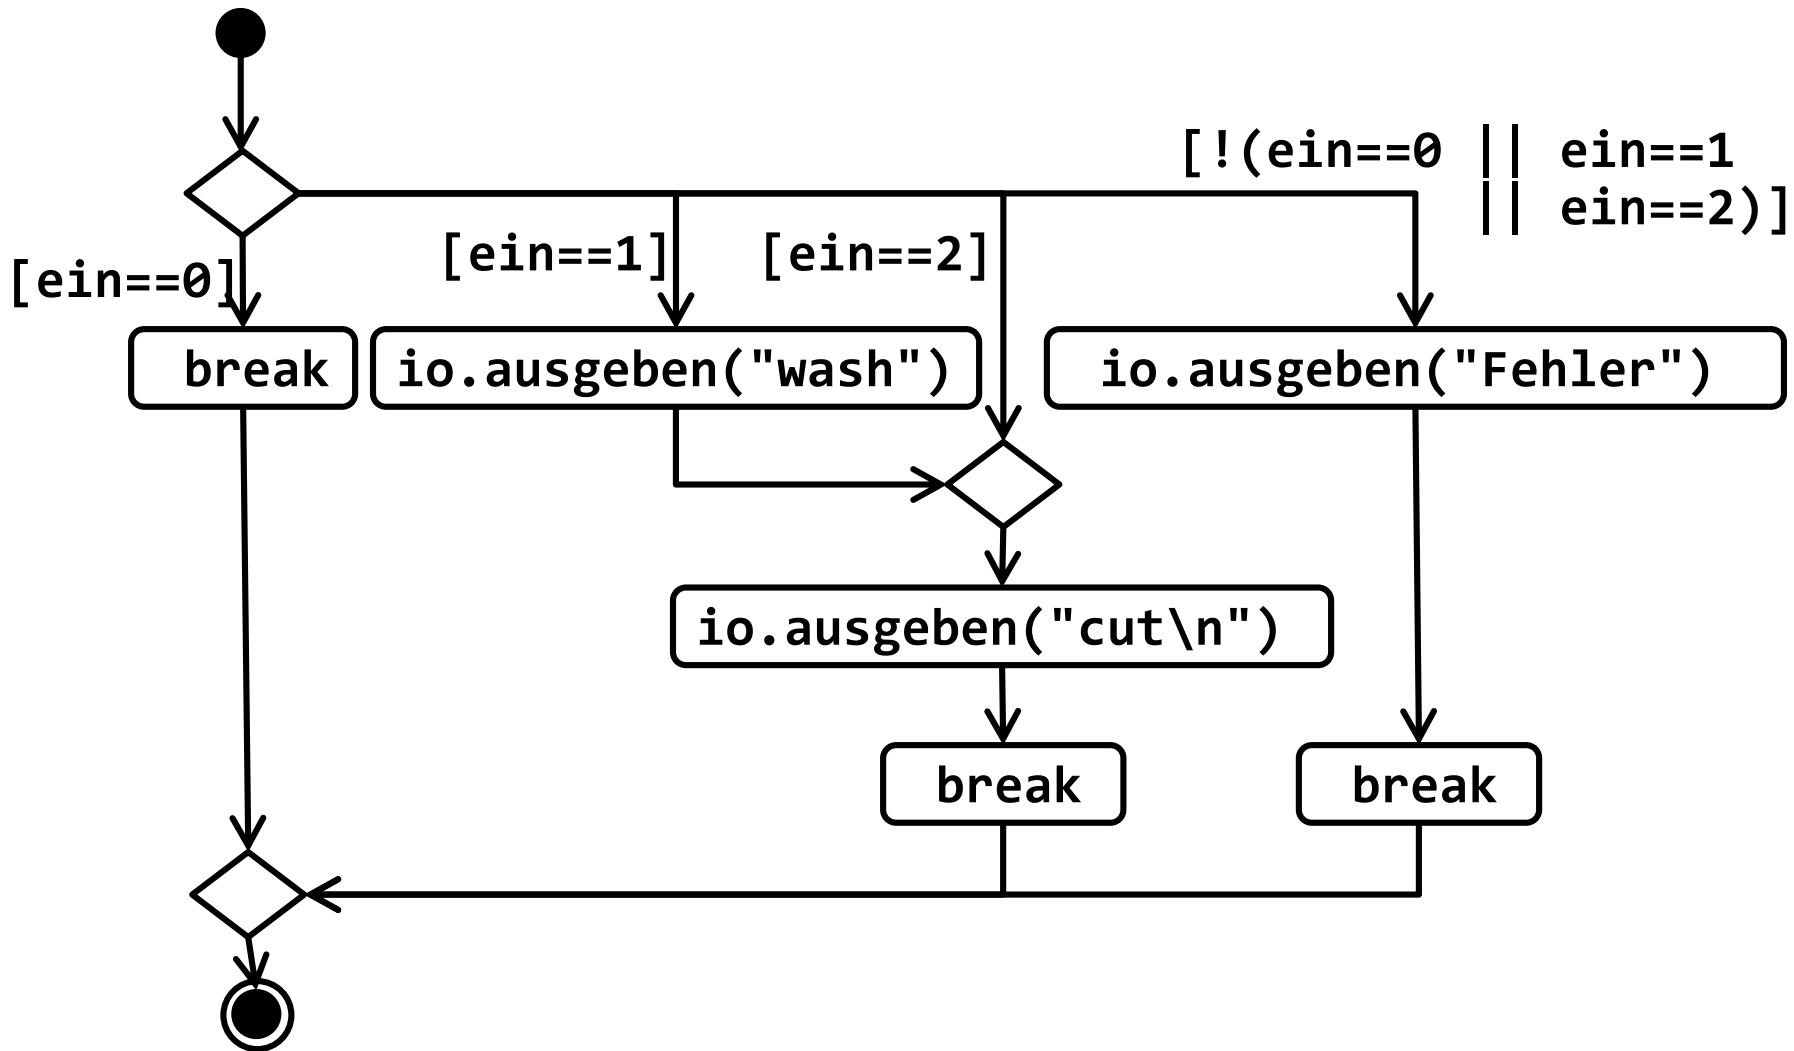 [!(ein==0 || ein==1
|| ein==2)]
[ein==1]
[ein==2]
[ein==0]
break
io.ausgeben("wash")
io.ausgeben("Fehler")
io.ausgeben("cut\n")
break
break